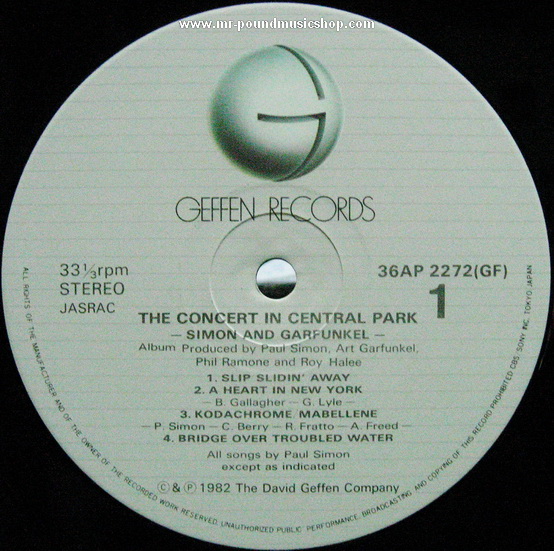 www.mr-poundmusicshop.com
GEFFEN RECORDS
33⅓rpm
STEREO
JASRAC
36AP 2272(GF)
1
THE CONCERT IN CENTRAL PARK
— SIMON AND GARFUNKEL —
Album Produced by Paul Simon, Art Garfunkel,
Phil Ramone and Roy Halee
1. SLIP SLIDIN' AWAY
2. A HEART IN NEW YORK
— B. Gallagher — G. Lyle —
3. KODACHROME MABELLENE
— P. Simon — C. Berry — R. Fratto — A. Freed —
4. BRIDGE OVER TROUBLED WATER
All songs by Paul Simon
except as indicated
© & ℗ 1982 The David Geffen Company
ALL RIGHTS OF THE MANUFACTURER AND OF THE OWNER OF THE RECORDED WORK RESERVED. UNAUTHORIZED PUBLIC PERFORMANCE, BROADCASTING AND COPYING OF THIS RECORD PROHIBITED. CBS/SONY INC. TOKYO, JAPAN